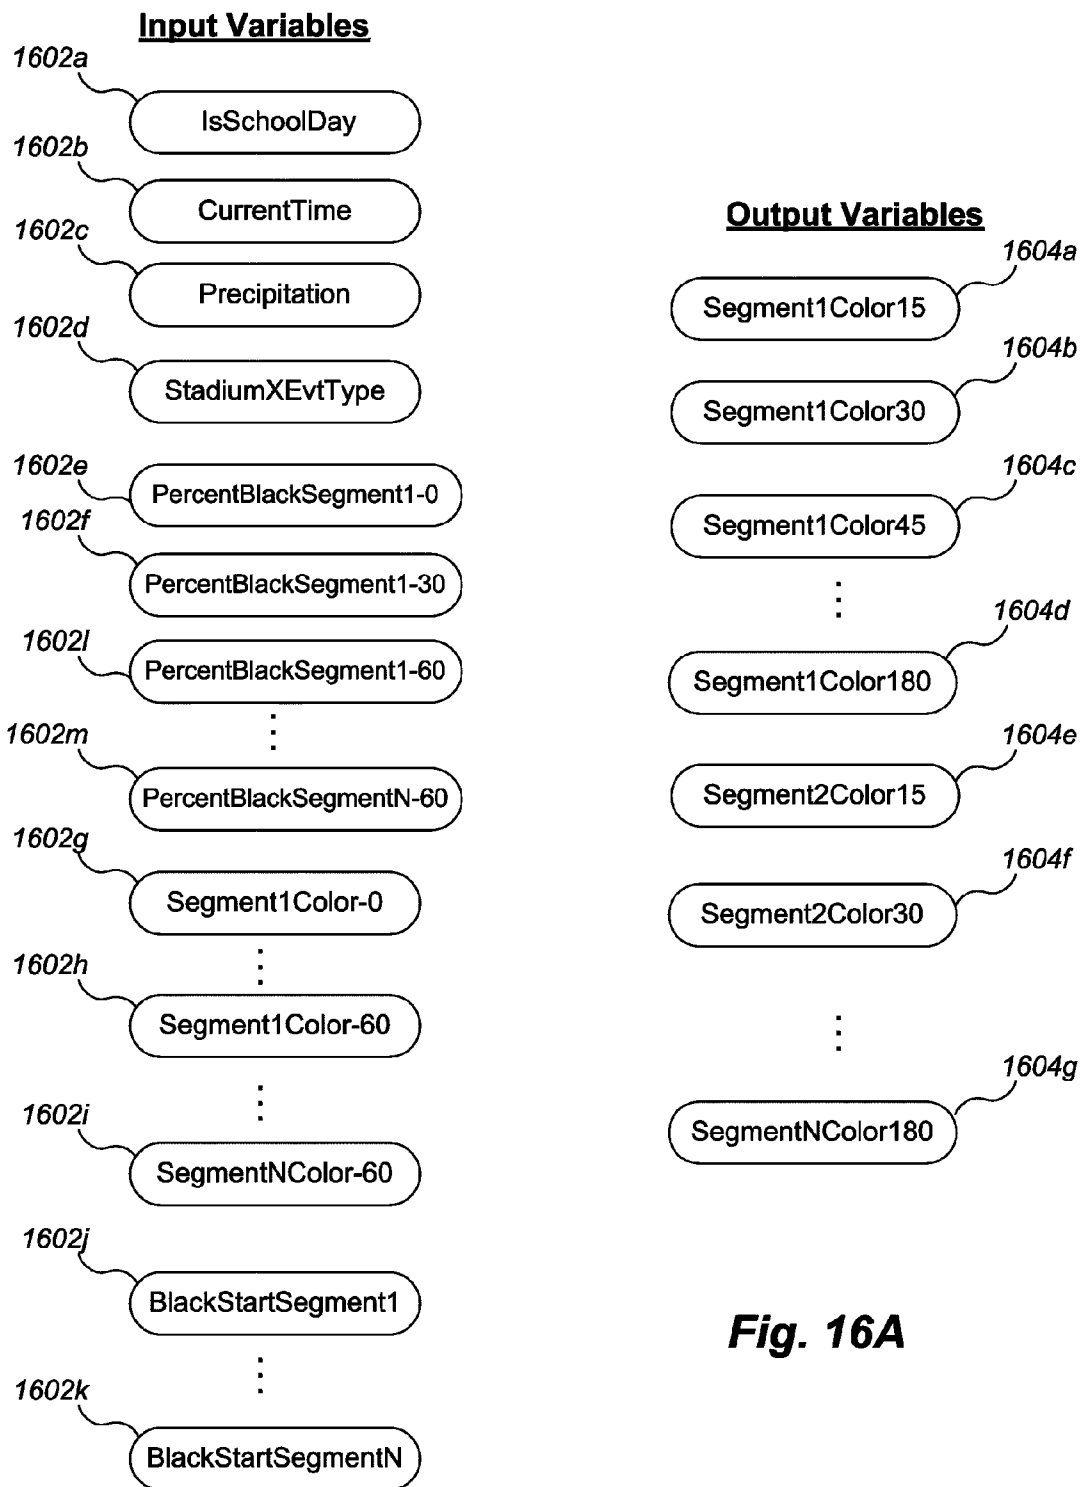 Input Variables
1602a
IsSchoolDay
1602b
CurrentTime
1602c
Precipitation
1602d
StadiumXEvtType
1602e
PercentBlackSegment1-0
1602f
PercentBlackSegment1-30
1602l
PercentBlackSegment1-60
1602m
PercentBlackSegmentN-60
1602g
Segment1Color-0
1602h
Segment1Color-60
1602i
SegmentNColor-60
1602j
BlackStartSegment1
1602k
BlackStartSegmentN
Output Variables
1604a
Segment1Color15
1604b
Segment1Color30
1604c
Segment1Color45
1604d
Segment1Color180
1604e
Segment2Color15
1604f
Segment2Color30
1604g
SegmentNColor180
Fig. 16A